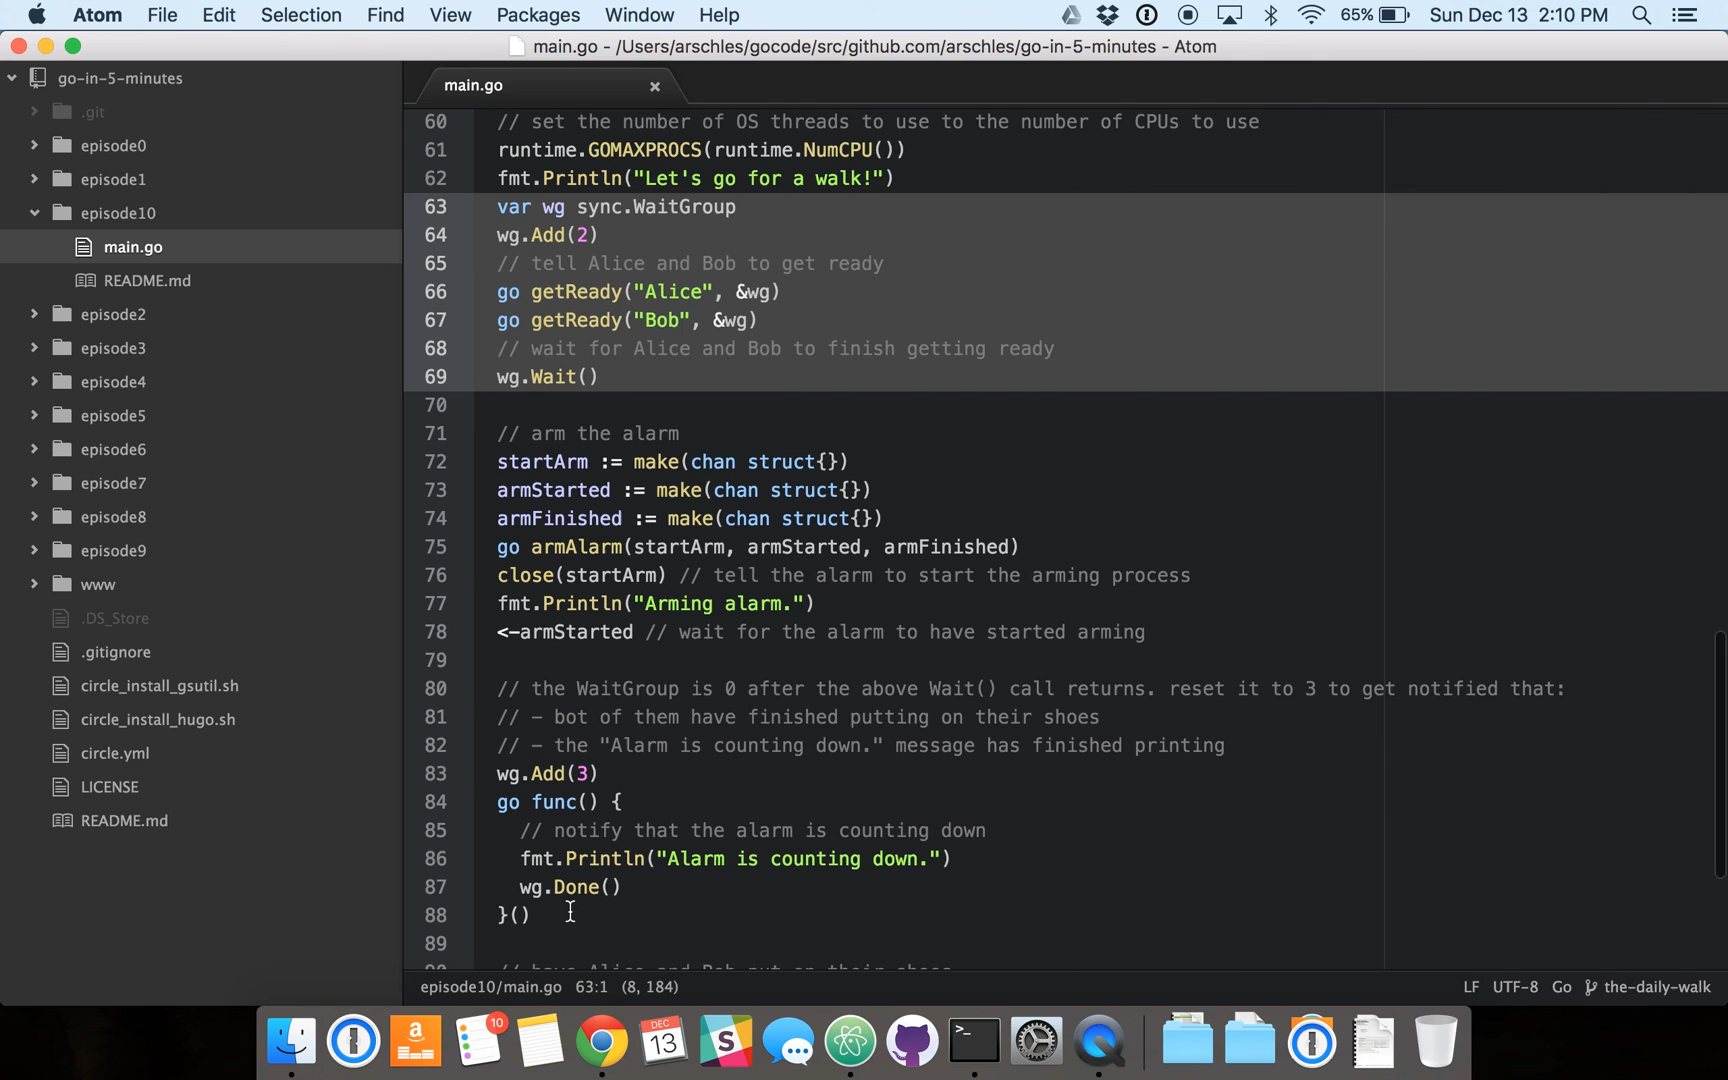 Atom File Edit Selection Find View Packages Window Help 65% Sun Dec 13 2:10 PM
main.go - /Users/arschles/gocode/src/github.com/arschles/go-in-5-minutes - Atom
go-in-5-minutes
.git
episode0
episode1
episode10
main.go
README.md
episode2
episode3
episode4
episode5
episode6
episode7
episode8
episode9
www
.DS_Store
.gitignore
circle_install_gsutil.sh
circle_install_hugo.sh
circle.yml
LICENSE
README.md
main.go
60 // set the number of OS threads to use to the number of CPUs to use
61 runtime.GOMAXPROCS(runtime.NumCPU())
62 fmt.Println("Let's go for a walk!")
63 var wg sync.WaitGroup
64 wg.Add(2)
65 // tell Alice and Bob to get ready
66 go getReady("Alice", &wg)
67 go getReady("Bob", &wg)
68 // wait for Alice and Bob to finish getting ready
69 wg.Wait()
70
71 // arm the alarm
72 startArm := make(chan struct{})
73 armStarted := make(chan struct{})
74 armFinished := make(chan struct{})
75 go armAlarm(startArm, armStarted, armFinished)
76 close(startArm) // tell the alarm to start the arming process
77 fmt.Println("Arming alarm.")
78 <-armStarted // wait for the alarm to have started arming
79
80 // the WaitGroup is 0 after the above Wait() call returns. reset it to 3 to get notified that:
81 // - bot of them have finished putting on their shoes
82 // - the "Alarm is counting down." message has finished printing
83 wg.Add(3)
84 go func() {
85 // notify that the alarm is counting down
86 fmt.Println("Alarm is counting down.")
87 wg.Done()
88 }()
89
episode10/main.go 63:1 (8, 184) LF UTF-8 Go the-daily-walk
10
DEC
13